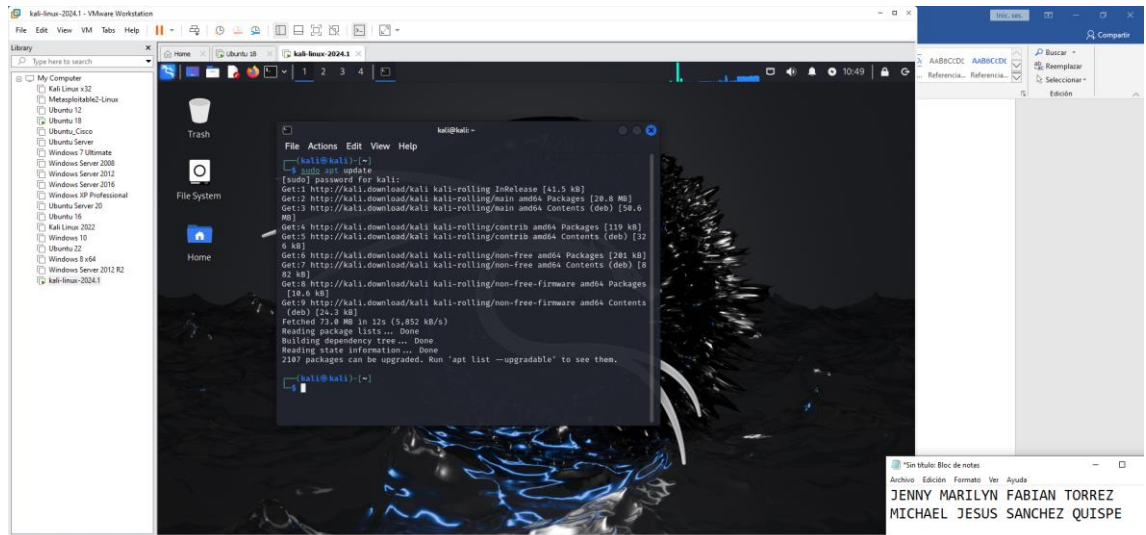 kali-linux-2024.1 - VMware Workstation
File Edit View VM Tabs Help
Library
Type here to search
My Computer
Kali Linux x32
Metasploitable2-Linux
Ubuntu 12
Ubuntu 18
Ubuntu_Cisco
Ubuntu Server
Windows 7 Ultimate
Windows Server 2008
Windows Server 2012
Windows Server 2016
Windows XP Professional
Ubuntu Server 20
Ubuntu 16
Kali Linux 2022
Windows 10
Ubuntu 22
Windows 8 x64
Windows Server 2012 R2
kali-linux-2024.1
Home Ubuntu 18 kali-linux-2024.1
1 2 3 4
10:49
Trash
File System
Home
kali@kali: ~
File Actions Edit View Help
(kali㉿kali)-[~]
$ sudo apt update
[sudo] password for kali:
Get:1 http://kali.download/kali kali-rolling InRelease [41.5 kB]
Get:2 http://kali.download/kali kali-rolling/main amd64 Packages [20.8 MB]
Get:3 http://kali.download/kali kali-rolling/main amd64 Contents (deb) [50.6
MB]
Get:4 http://kali.download/kali kali-rolling/contrib amd64 Packages [119 kB]
Get:5 http://kali.download/kali kali-rolling/contrib amd64 Contents (deb) [32
6 kB]
Get:6 http://kali.download/kali kali-rolling/non-free amd64 Packages [201 kB]
Get:7 http://kali.download/kali kali-rolling/non-free amd64 Contents (deb) [8
82 kB]
Get:8 http://kali.download/kali kali-rolling/non-free-firmware amd64 Packages
[10.6 kB]
Get:9 http://kali.download/kali kali-rolling/non-free-firmware amd64 Contents
(deb) [24.3 kB]
Fetched 73.0 MB in 12s (5,852 kB/s)
Reading package lists... Done
Building dependency tree... Done
Reading state information... Done
2107 packages can be upgraded. Run 'apt list --upgradable' to see them.
(kali㉿kali)-[~]
$
Inic. ses.
Compartir
AaBbCcDc AaBbCcDc
Referencia... Referencia...
Buscar
Reemplazar
Seleccionar
Edición
*Sin título: Bloc de notas
Archivo Edición Formato Ver Ayuda
JENNY MARILYN FABIAN TORREZ
MICHAEL JESUS SANCHEZ QUISPE